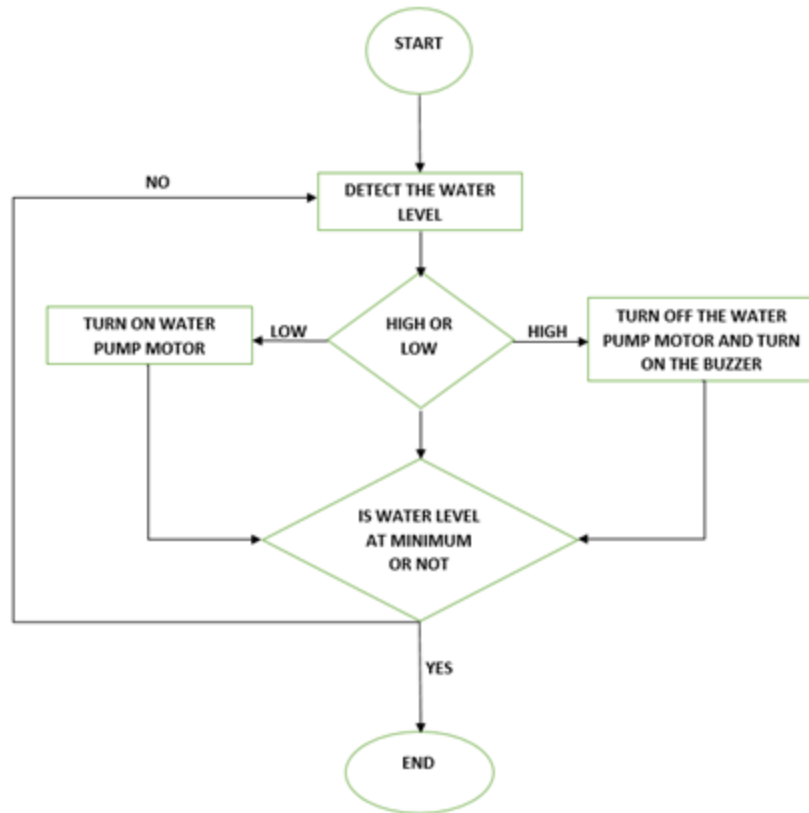 START
NO
DETECT THE WATER
LEVEL
TURN ON WATER
PUMP MOTOR
LOW
HIGH OR
LOW
HIGH
TURN OFF THE WATER
PUMP MOTOR AND TURN
ON THE BUZZER
IS WATER LEVEL
AT MINIMUM
OR NOT
YES
END